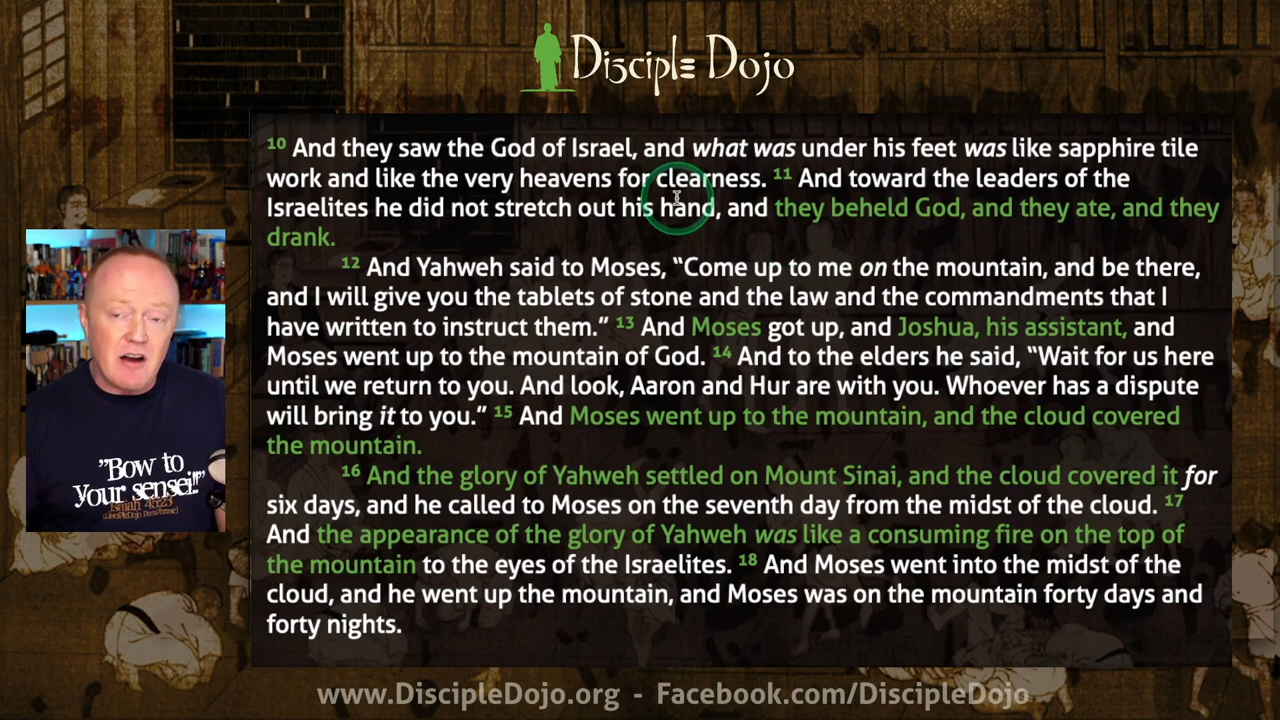 Disciple Dojo
10 And they saw the God of Israel, and what was under his feet was like sapphire tile
work and like the very heavens for clearness. 11 And toward the leaders of the
Israelites he did not stretch out his hand, and they beheld God, and they ate, and they
drank.
12 And Yahweh said to Moses, “Come up to me on the mountain, and be there,
and I will give you the tablets of stone and the law and the commandments that I
have written to instruct them.” 13 And Moses got up, and Joshua, his assistant, and
Moses went up to the mountain of God. 14 And to the elders he said, “Wait for us here
until we return to you. And look, Aaron and Hur are with you. Whoever has a dispute
will bring it to you.” 15 And Moses went up to the mountain, and the cloud covered
the mountain.
16 And the glory of Yahweh settled on Mount Sinai, and the cloud covered it for
six days, and he called to Moses on the seventh day from the midst of the cloud. 17
And the appearance of the glory of Yahweh was like a consuming fire on the top of
the mountain to the eyes of the Israelites. 18 And Moses went into the midst of the
cloud, and he went up the mountain, and Moses was on the mountain forty days and
forty nights.
"Bow to
your sensei!"
Isaiah 45:23
(DiscipleDojo Paraphrase)
www.DiscipleDojo.org - Facebook.com/DiscipleDojo